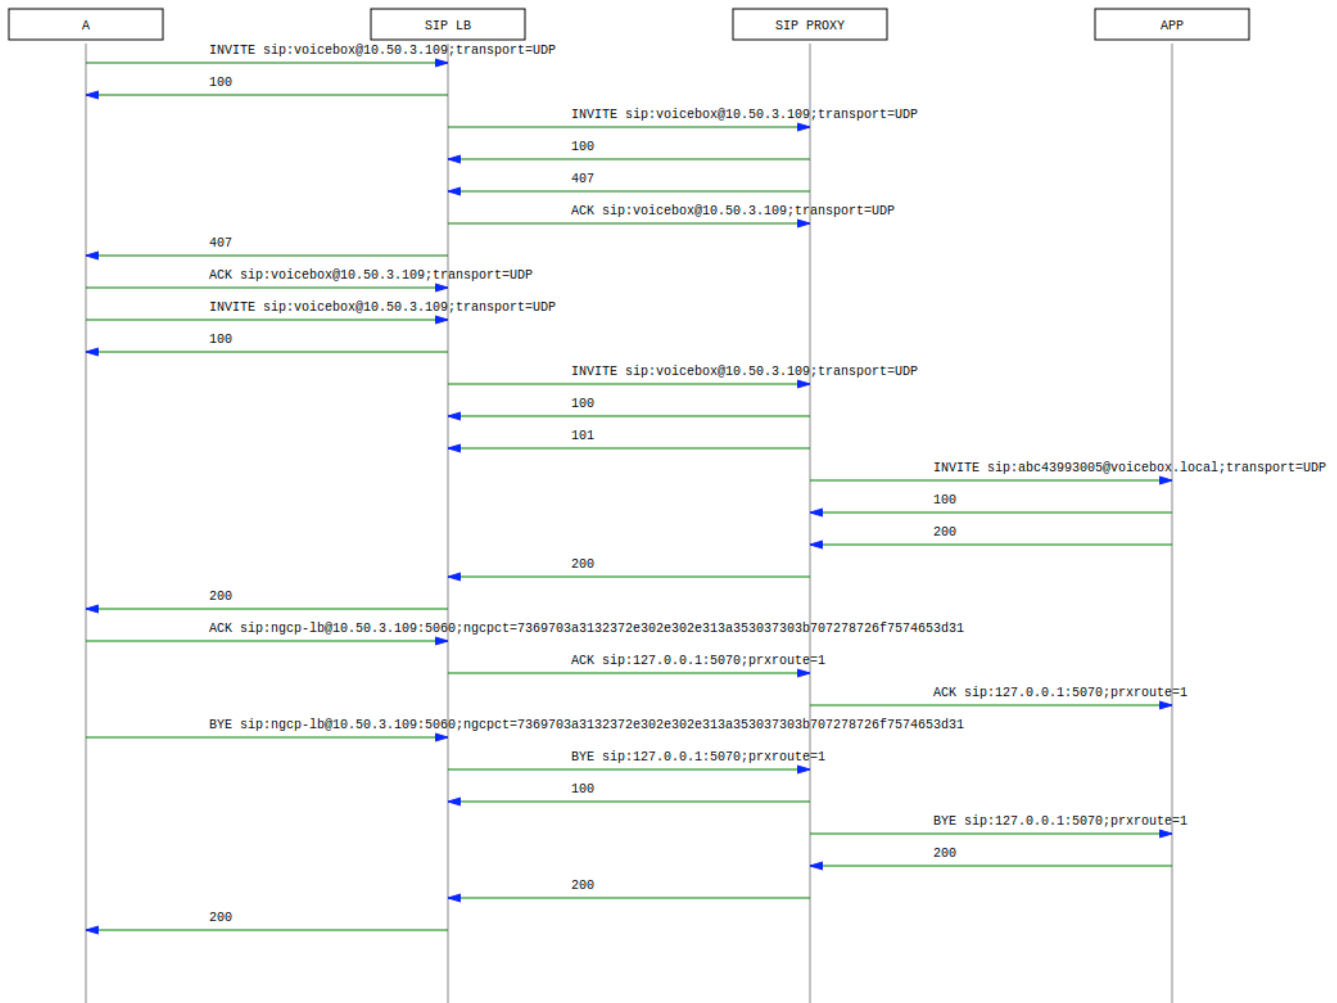 A
SIP LB
SIP PROXY
APP
INVITE sip:voicebox@10.50.3.109;transport=UDP
100
INVITE sip:voicebox@10.50.3.109;transport=UDP
100
407
ACK sip:voicebox@10.50.3.109;transport=UDP
407
ACK sip:voicebox@10.50.3.109;transport=UDP
INVITE sip:voicebox@10.50.3.109;transport=UDP
100
INVITE sip:voicebox@10.50.3.109;transport=UDP
100
101
INVITE sip:abc43993005@voicebox.local;transport=UDP
100
200
200
200
ACK sip:ngcp-lb@10.50.3.109:5060;ngcpct=7369703a3132372e302e302e313a353037303b707278726f7574653d31
ACK sip:127.0.0.1:5070;prxroute=1
ACK sip:127.0.0.1:5070;prxroute=1
BYE sip:ngcp-lb@10.50.3.109:5060;ngcpct=7369703a3132372e302e302e313a353037303b707278726f7574653d31
BYE sip:127.0.0.1:5070;prxroute=1
100
BYE sip:127.0.0.1:5070;prxroute=1
200
200
200